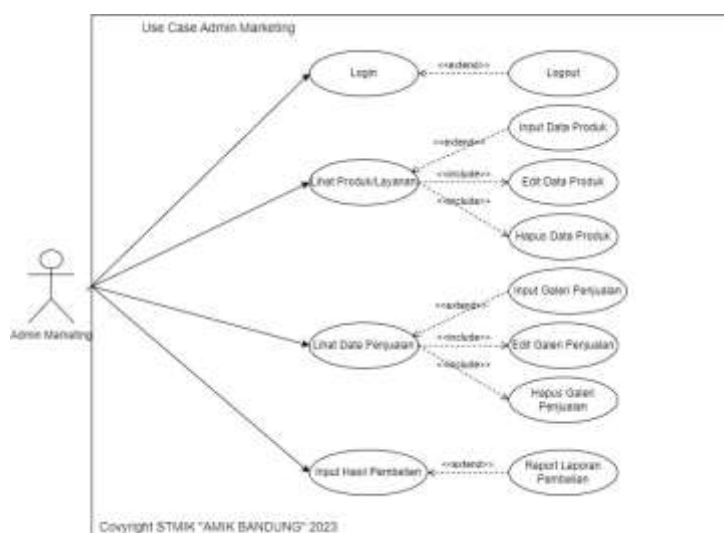 Use Case Admin Marketing
Login
<<extend>>
Logout
Input Data Produk
<<extend>>
Lihat Produk/Layanan
<<include>>
Edit Data Produk
<<include>>
Hapus Data Produk
Admin Marketing
Input Galeri Penjualan
<<extend>>
Lihat Data Penjualan
<<include>>
Edit Galeri Penjualan
<<include>>
Hapus Galeri
Penjualan
Input Hasil Pembelian
<<extend>>
Report Laporan
Pembelian
Copyright STMIK "AMIK BANDUNG" 2023